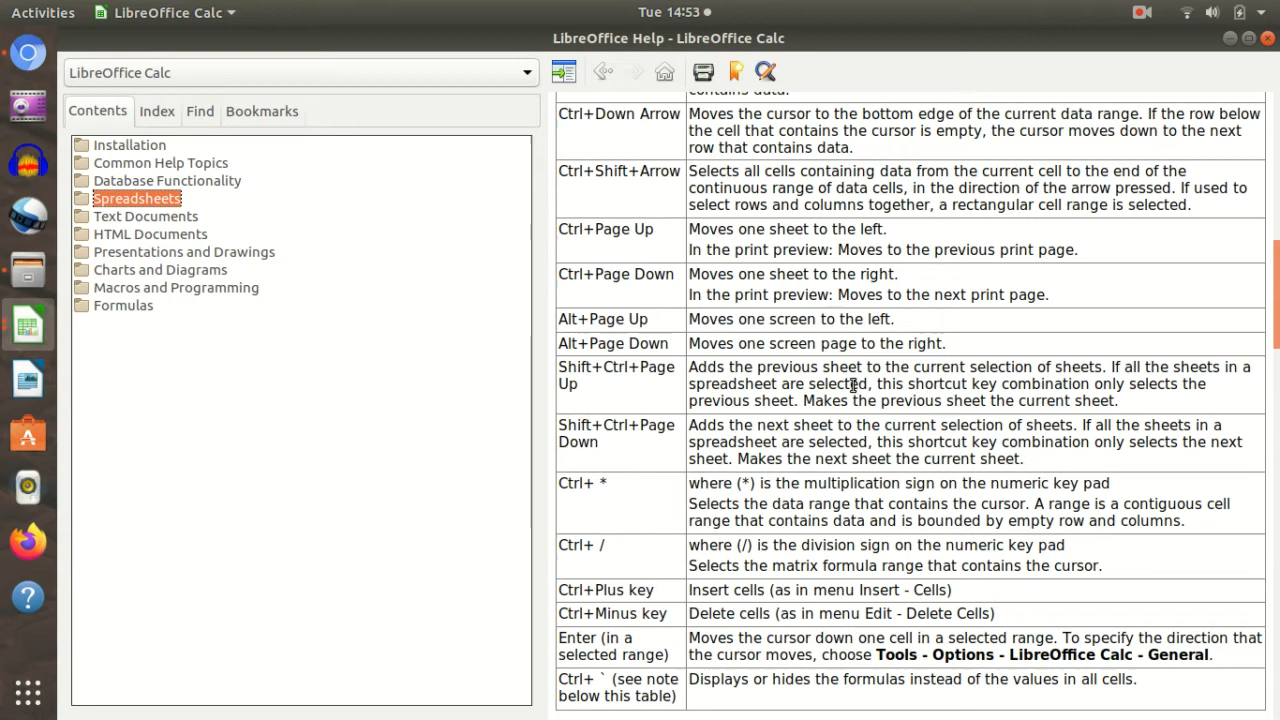 Activities
LibreOffice Calc
Tue 14:53
LibreOffice Help - LibreOffice Calc
LibreOffice Calc
Contents
Index
Find
Bookmarks
Installation
Common Help Topics
Database Functionality
Spreadsheets
Text Documents
HTML Documents
Presentations and Drawings
Charts and Diagrams
Macros and Programming
Formulas
contains data.
Ctrl+Down Arrow
Moves the cursor to the bottom edge of the current data range. If the row below
the cell that contains the cursor is empty, the cursor moves down to the next
row that contains data.
Ctrl+Shift+Arrow
Selects all cells containing data from the current cell to the end of the
continuous range of data cells, in the direction of the arrow pressed. If used to
select rows and columns together, a rectangular cell range is selected.
Ctrl+Page Up
Moves one sheet to the left.
In the print preview: Moves to the previous print page.
Ctrl+Page Down
Moves one sheet to the right.
In the print preview: Moves to the next print page.
Alt+Page Up
Moves one screen to the left.
Alt+Page Down
Moves one screen page to the right.
Shift+Ctrl+Page
Up
Adds the previous sheet to the current selection of sheets. If all the sheets in a
spreadsheet are selected, this shortcut key combination only selects the
previous sheet. Makes the previous sheet the current sheet.
Shift+Ctrl+Page
Down
Adds the next sheet to the current selection of sheets. If all the sheets in a
spreadsheet are selected, this shortcut key combination only selects the next
sheet. Makes the next sheet the current sheet.
Ctrl+ *
where (*) is the multiplication sign on the numeric key pad
Selects the data range that contains the cursor. A range is a contiguous cell
range that contains data and is bounded by empty row and columns.
Ctrl+ /
where (/) is the division sign on the numeric key pad
Selects the matrix formula range that contains the cursor.
Ctrl+Plus key
Insert cells (as in menu Insert - Cells)
Ctrl+Minus key
Delete cells (as in menu Edit - Delete Cells)
Enter (in a
selected range)
Moves the cursor down one cell in a selected range. To specify the direction that
the cursor moves, choose Tools - Options - LibreOffice Calc - General.
Ctrl+ ` (see note
below this table)
Displays or hides the formulas instead of the values in all cells.